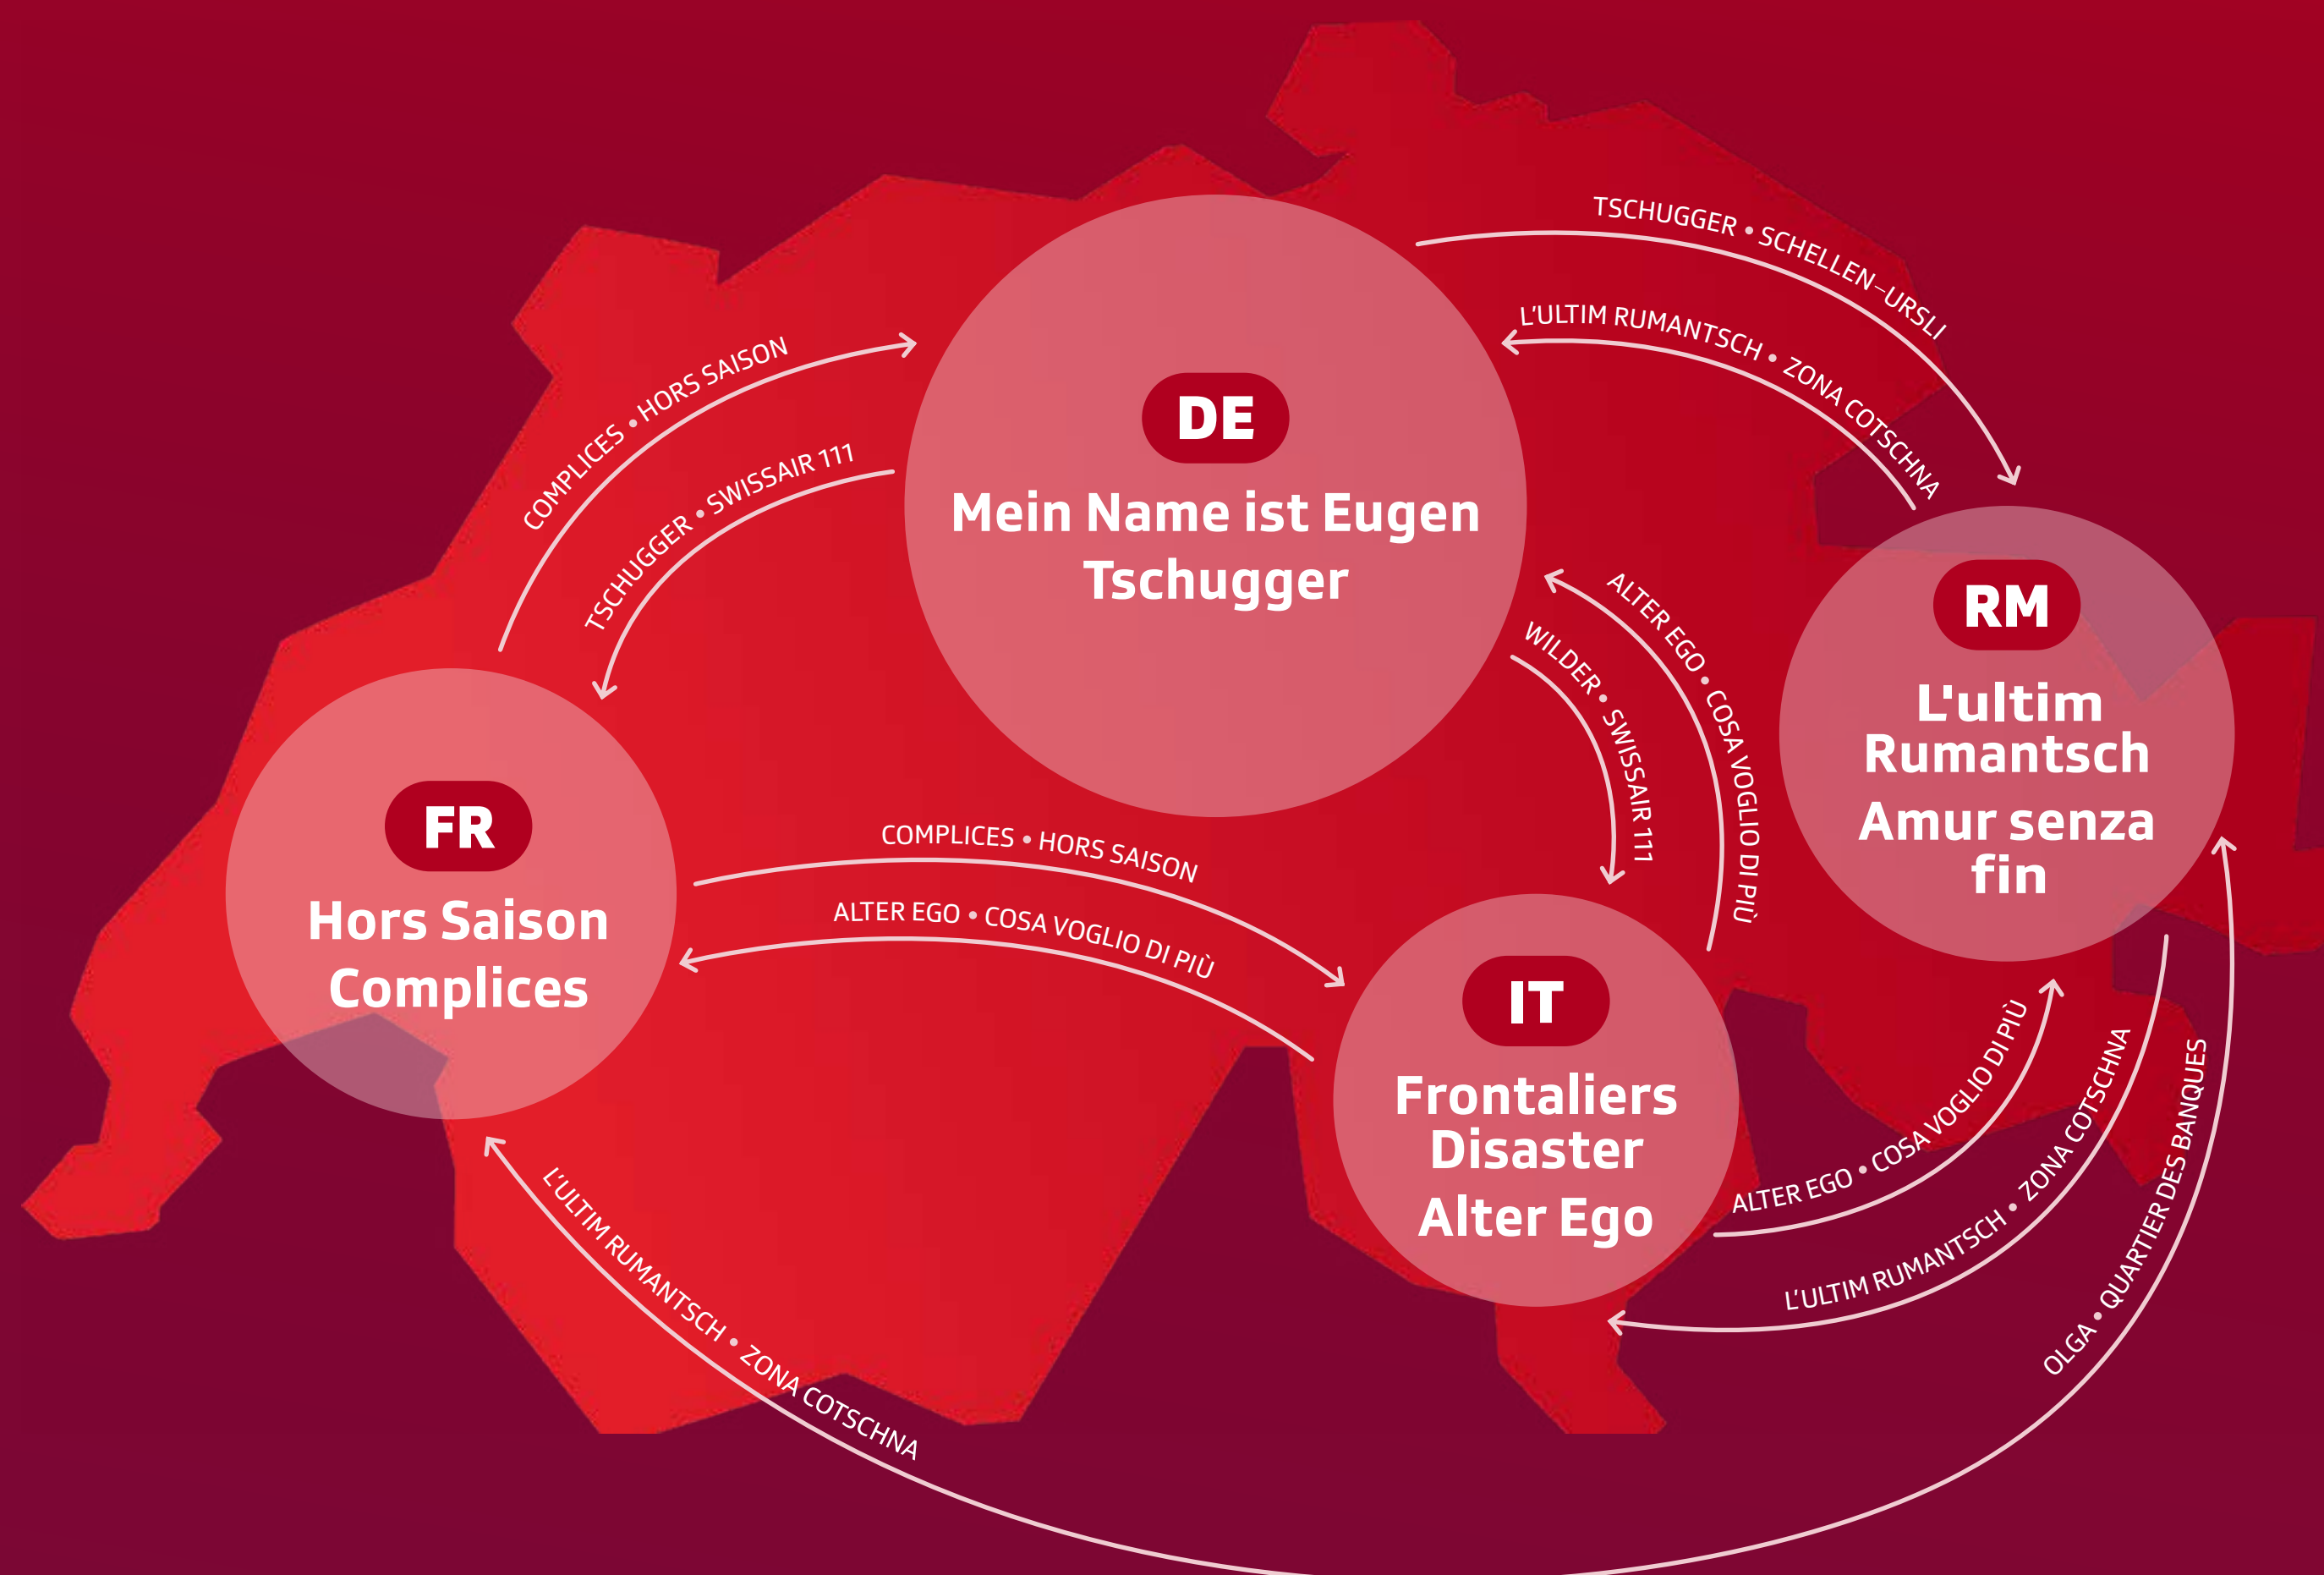 TSCHUGGER • SCHELLEN-URSLI
L'ULTIM RUMANTSCH • ZONA COTSCHNA
COMPLICES • HORS SAISON
TSCHUGGER • SWISSAIR 111
DE
Mein Name ist Eugen
Tschugger
ALTER EGO • COSA VOGLIO DI PIÙ
WILDER • SWISSAIR 111
RM
L'ultim
Rumantsch
Amur senza
fin
FR
Hors Saison
Complices
COMPLICES • HORS SAISON
ALTER EGO • COSA VOGLIO DI PIÙ
IT
Frontaliers
Disaster
Alter Ego
ALTER EGO • COSA VOGLIO DI PIÙ
L'ULTIM RUMANTSCH • ZONA COTSCHNA
OLGA • QUARTIER DES BANQUES
L'ULTIM RUMANTSCH • ZONA COTSCHNA